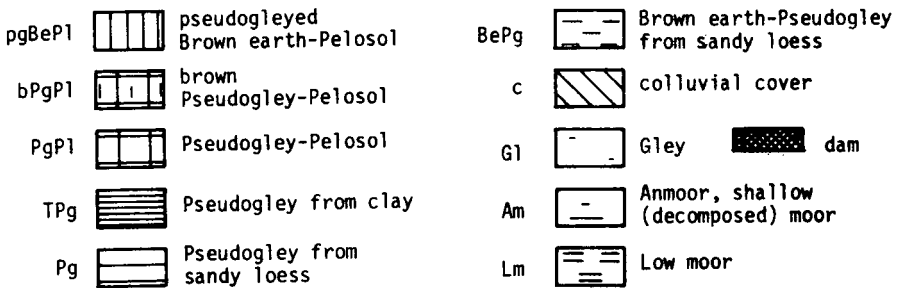 pgBePl pseudogleyed
Brown earth-Pelosol
bPgPl brown
Pseudogley-Pelosol
PgPl Pseudogley-Pelosol
TPg Pseudogley from clay
Pg Pseudogley from
sandy loess
BePg Brown earth-Pseudogley
from sandy loess
c colluvial cover
Gl Gley dam
Am Anmoor, shallow
(decomposed) moor
Lm Low moor